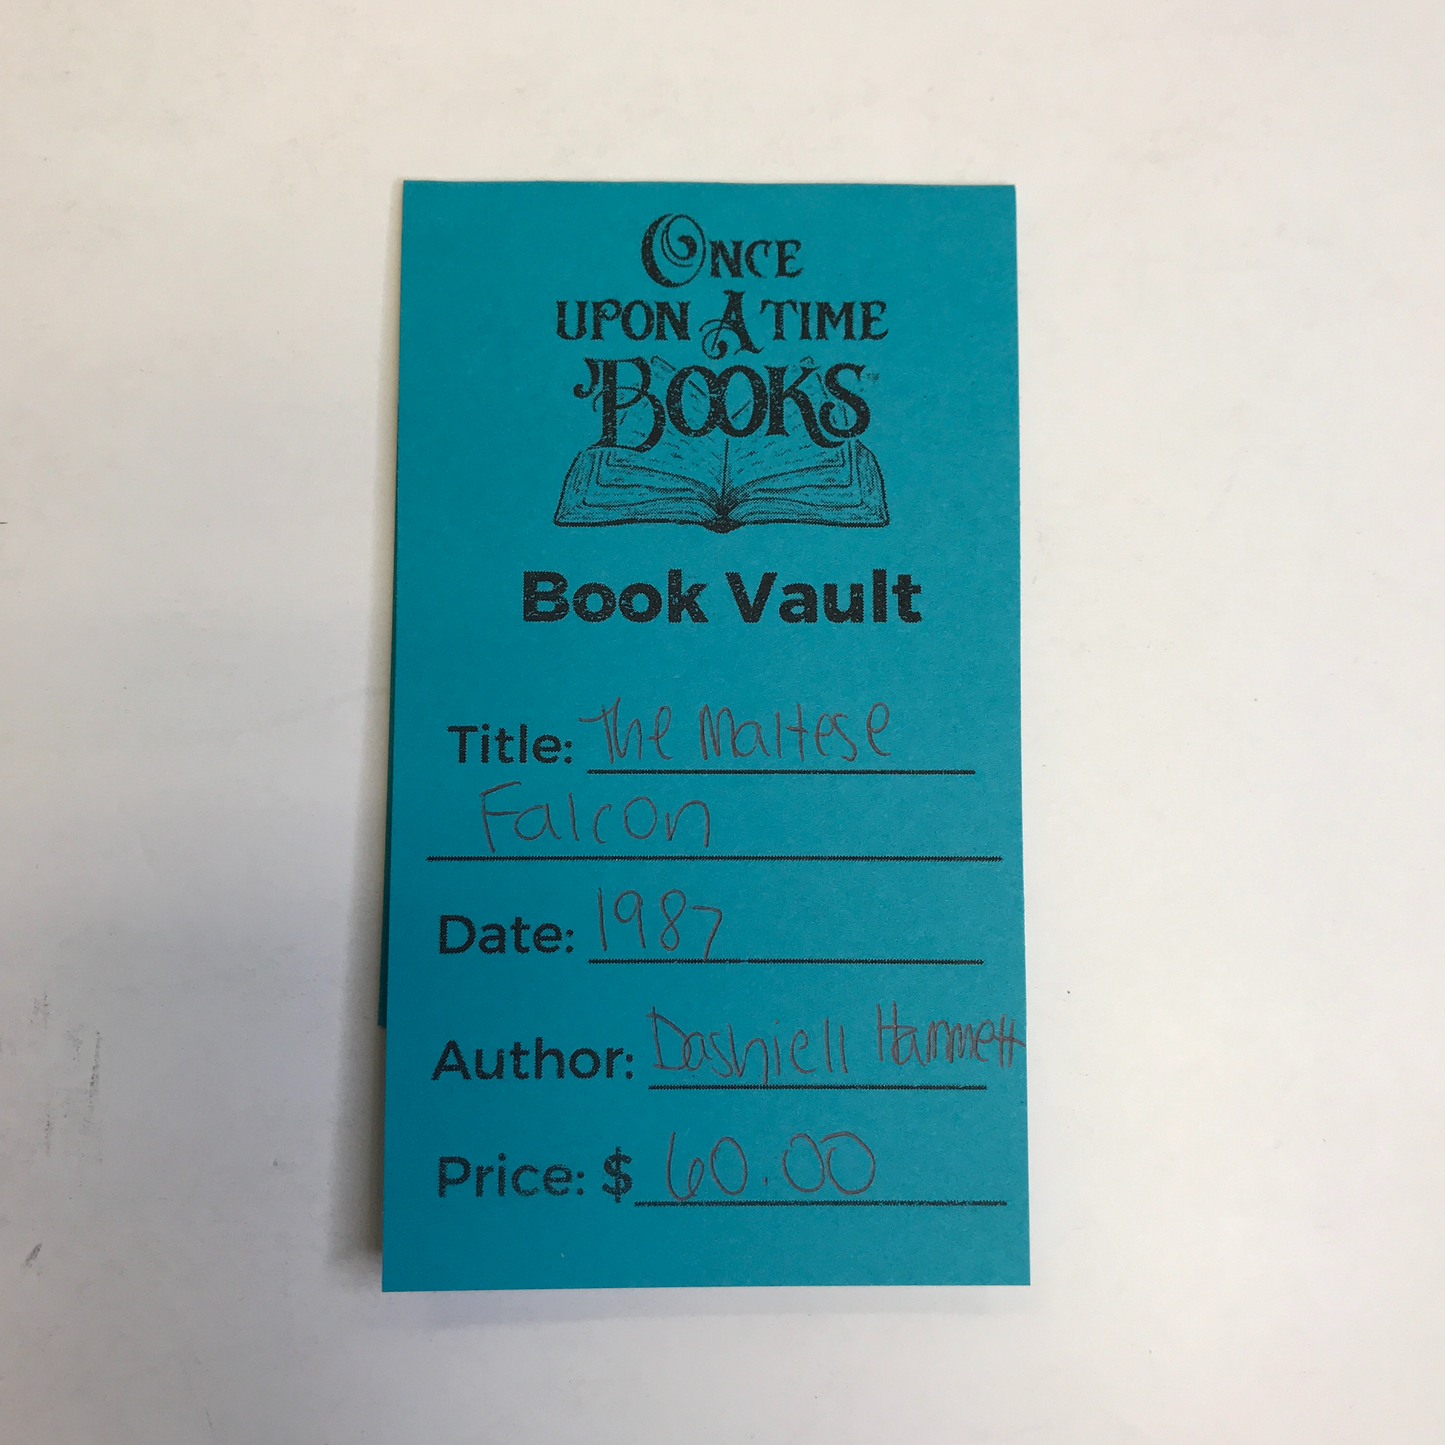 ONCE
UPON A TIME
BOOKS
Book Vault
Title: The Maltese
Falcon
Date: 1987
Author: Dashiell Hammett
Price: $ 60.00